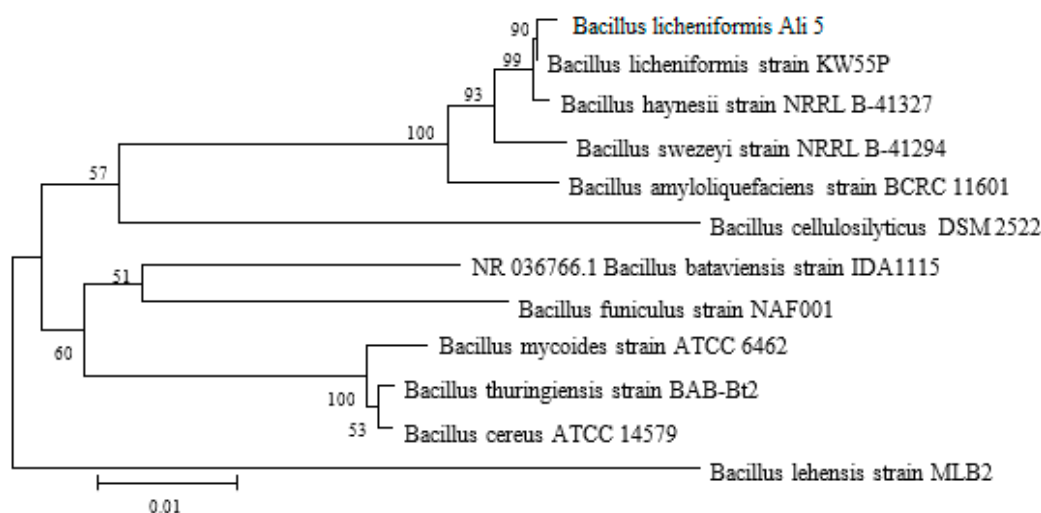 90
Bacillus licheniformis Ali 5
99
Bacillus licheniformis strain KW55P
93
Bacillus haynesii strain NRRL B-41327
100
Bacillus swezeyi strain NRRL B-41294
57
Bacillus amyloliquefaciens strain BCRC 11601
Bacillus cellulosilyticus DSM 2522
51
NR 036766.1 Bacillus bataviensis strain IDA1115
Bacillus funiculus strain NAF001
60
Bacillus mycoides strain ATCC 6462
100
Bacillus thuringiensis strain BAB-Bt2
53
Bacillus cereus ATCC 14579
Bacillus lehensis strain MLB2
0.01